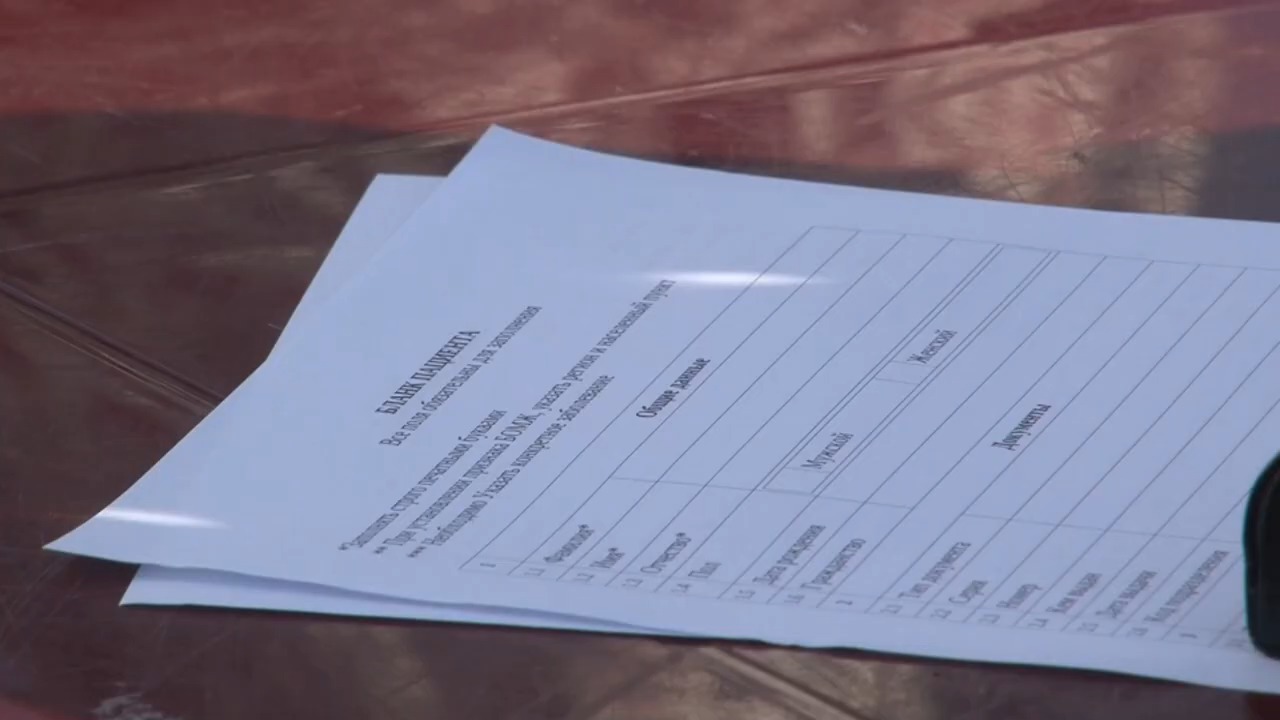 БЛАНК ПАЦИЕНТА
Все поля обязательны для заполнения
*Заполнять строго печатными буквами
** При установлении признака БОМЖ, указать регион и населенный пункт
*** Необходимо Указать конкретное заболевание
1 Общие данные
1.1 Фамилия*
1.2 Имя*
1.3 Отчество*
1.4 Пол Мужской Женский
1.5 Дата рождения
1.6 Гражданство
2 Документы
2.1 Тип документа
2.2 Серия
2.3 Номер
2.4 Кем выдан
2.5 Дата выдачи
2.6 Код подразделения
3